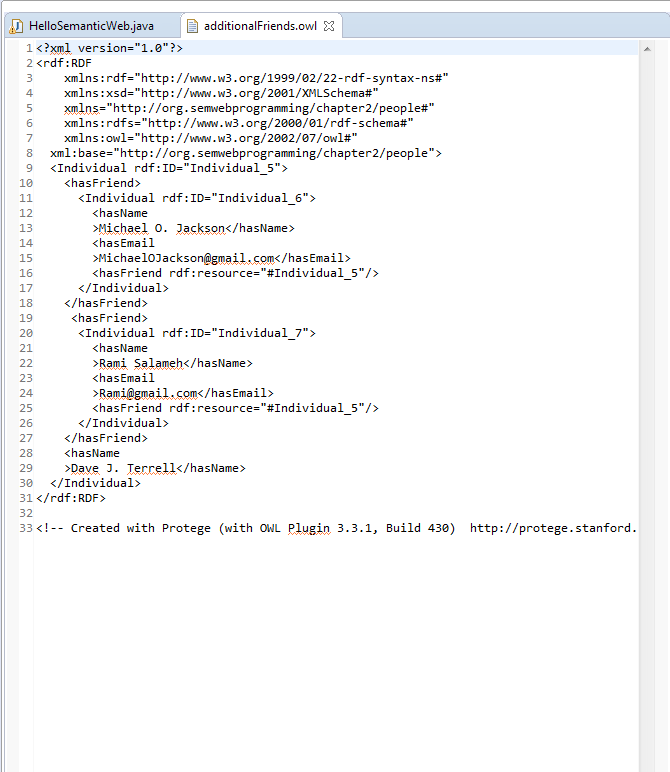 HelloSemanticWeb.java
additionalFriends.owl
1 <?xml version="1.0"?>
2 <rdf:RDF
3     xmlns:rdf="http://www.w3.org/1999/02/22-rdf-syntax-ns#"
4     xmlns:xsd="http://www.w3.org/2001/XMLSchema#"
5     xmlns="http://org.semwebprogramming/chapter2/people#"
6     xmlns:rdfs="http://www.w3.org/2000/01/rdf-schema#"
7     xmlns:owl="http://www.w3.org/2002/07/owl#"
8   xml:base="http://org.semwebprogramming/chapter2/people">
9   <Individual rdf:ID="Individual_5">
10     <hasFriend>
11       <Individual rdf:ID="Individual_6">
12         <hasName
13         >Michael O. Jackson</hasName>
14         <hasEmail
15         >MichaelOJackson@gmail.com</hasEmail>
16         <hasFriend rdf:resource="#Individual_5"/>
17       </Individual>
18     </hasFriend>
19      <hasFriend>
20       <Individual rdf:ID="Individual_7">
21         <hasName
22         >Rami Salameh</hasName>
23         <hasEmail
24         >Rami@gmail.com</hasEmail>
25         <hasFriend rdf:resource="#Individual_5"/>
26       </Individual>
27     </hasFriend>
28     <hasName
29     >Dave J. Terrell</hasName>
30   </Individual>
31 </rdf:RDF>
32
33 <!-- Created with Protege (with OWL Plugin 3.3.1, Build 430)  http://protege.stanford.